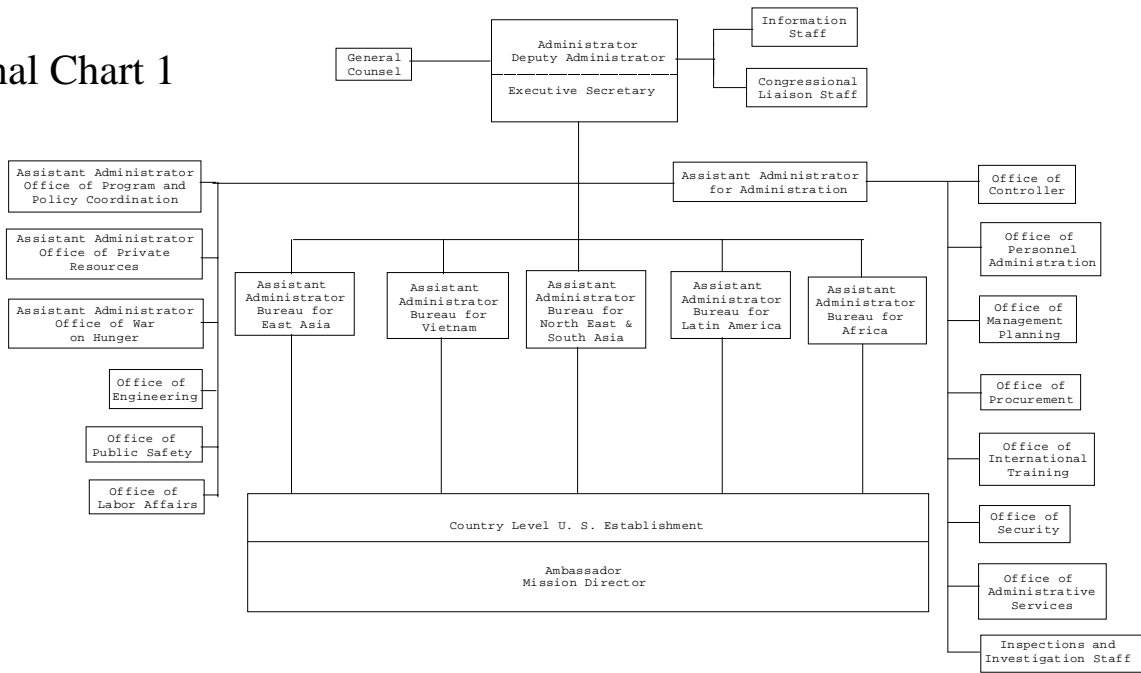 nal Chart 1
General
Counsel
Administrator
Deputy Administrator
Executive Secretary
Information
Staff
Congressional
Liaison Staff
Assistant Administrator
Office of Program and
Policy Coordination
Assistant Administrator
Office of Private
Resources
Assistant Administrator
Office of War
on Hunger
Office of
Engineering
Office of
Public Safety
Office of
Labor Affairs
Assistant Administrator
for Administration
Assistant
Administrator
Bureau for
East Asia
Assistant
Administrator
Bureau for
Vietnam
Assistant
Administrator
Bureau for
North East &
South Asia
Assistant
Administrator
Bureau for
Latin America
Assistant
Administrator
Bureau for
Africa
Office of
Controller
Office of
Personnel
Administration
Office of
Management
Planning
Office of
Procurement
Office of
International
Training
Office of
Security
Office of
Administrative
Services
Inspections and
Investigation Staff
Country Level U. S. Establishment
Ambassador
Mission Director